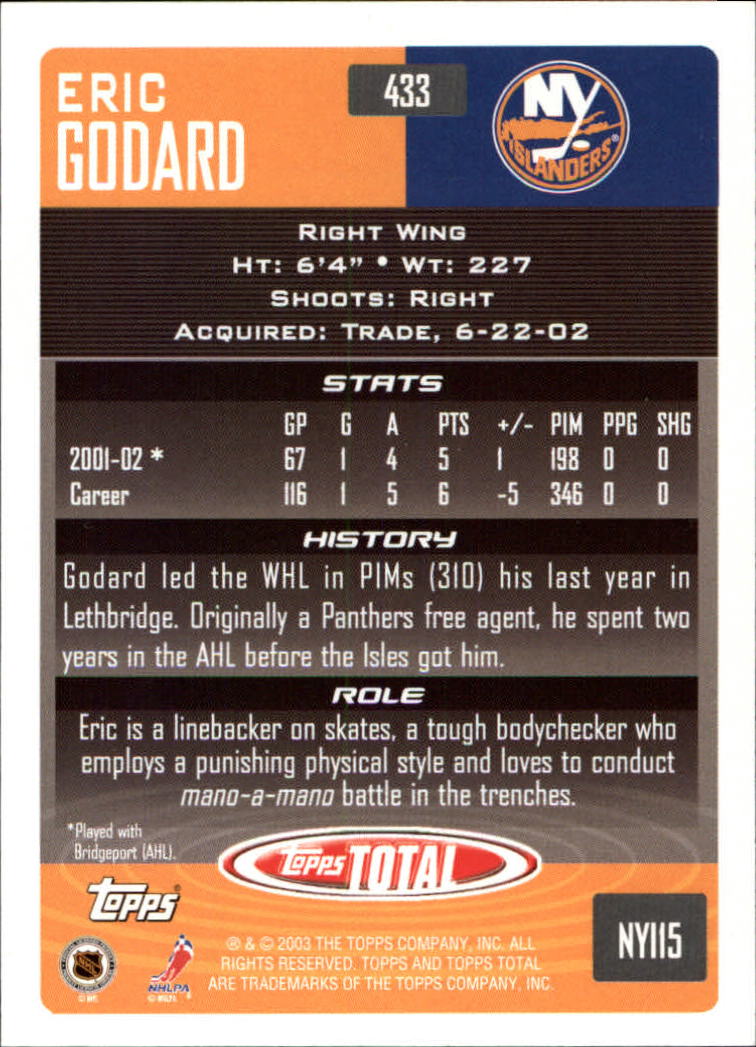 ERIC
GODARD
433
NY
ISLANDERS®
RIGHT WING
HT: 6'4" • WT: 227
SHOOTS: RIGHT
ACQUIRED: TRADE, 6-22-02
STATS
GP G A PTS +/- PIM PPG SHG
2001-02 * 67 1 4 5 1 198 0 0
Career 116 1 5 6 -5 346 0 0
HISTORY
Godard led the WHL in PIMs (310) his last year in
Lethbridge. Originally a Panthers free agent, he spent two
years in the AHL before the Isles got him.
ROLE
Eric is a linebacker on skates, a tough bodychecker who
employs a punishing physical style and loves to conduct
mano-a-mano battle in the trenches.
*Played with
Bridgeport (AHL).
Topps TOTAL
Topps®
NYI15
® & © 2003 THE TOPPS COMPANY, INC. ALL
RIGHTS RESERVED. TOPPS AND TOPPS TOTAL
ARE TRADEMARKS OF THE TOPPS COMPANY, INC.
NHL
© NHL
NHLPA
© NHLPA